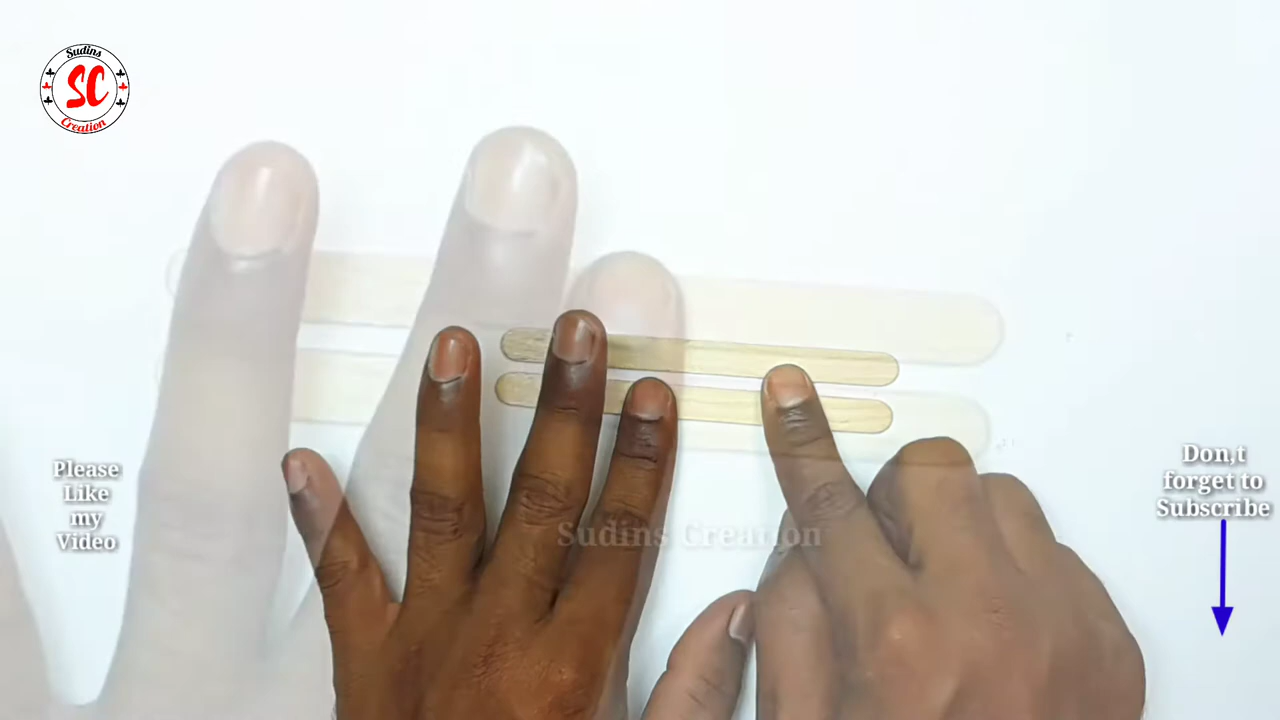 Sudins
SC
Creation
Please
Like
my
Video
Don,t
forget to
Subscribe
Sudins Creation